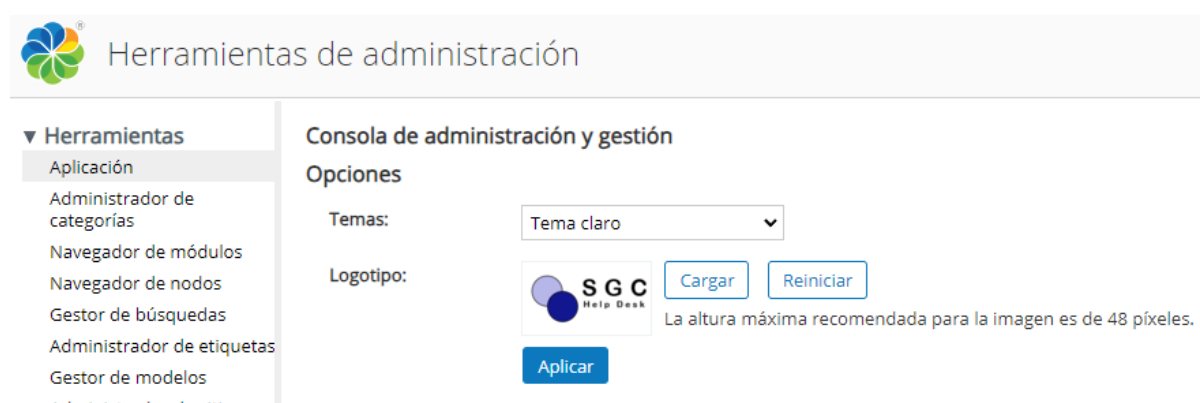 Herramientas de administración
▼ Herramientas
Aplicación
Administrador de
categorías
Navegador de módulos
Navegador de nodos
Gestor de búsquedas
Administrador de etiquetas
Gestor de modelos
Consola de administración y gestión
Opciones
Temas:
Tema claro
Logotipo:
S G C
Help Desk
Cargar
Reiniciar
La altura máxima recomendada para la imagen es de 48 píxeles.
Aplicar